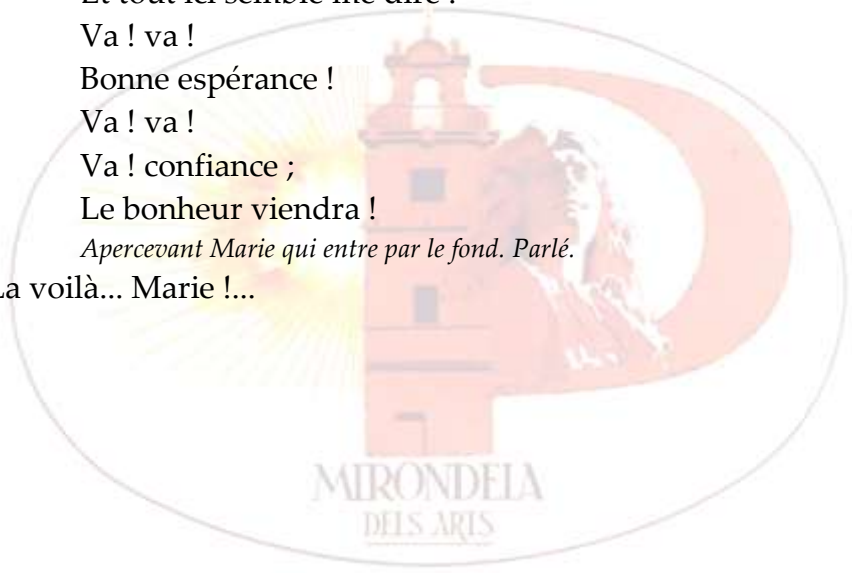 Va ! va !
Bonne espérance !
Va ! va !
Va ! confiance ;
Le bonheur viendra !
Apercevant Marie qui entre par le fond. Parlé.
La voilà... Marie !...
MIRONDELA
DELS ARTS